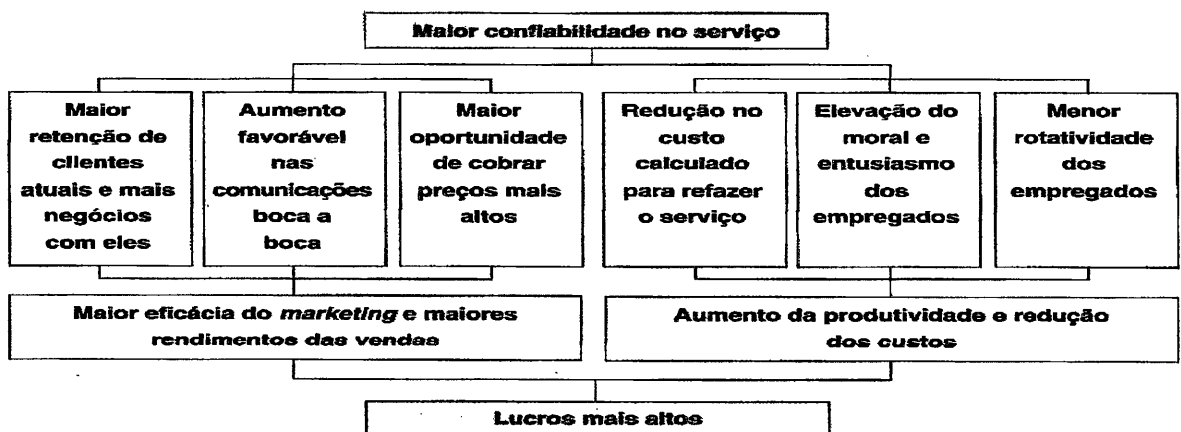 Maior confiabilidade no serviço
Maior
retenção de
clientes
atuais e mais
negócios
com eles
Aumento
favorável
nas
comunicações
boca a
boca
Maior
oportunidade
de cobrar
preços mais
altos
Redução no
custo
calculado
para refazer
o serviço
Elevação do
moral e
entusiasmo
dos
empregados
Menor
rotatividade
dos
empregados
Maior eficácia do marketing e maiores
rendimentos das vendas
Aumento da produtividade e redução
dos custos
Lucros mais altos